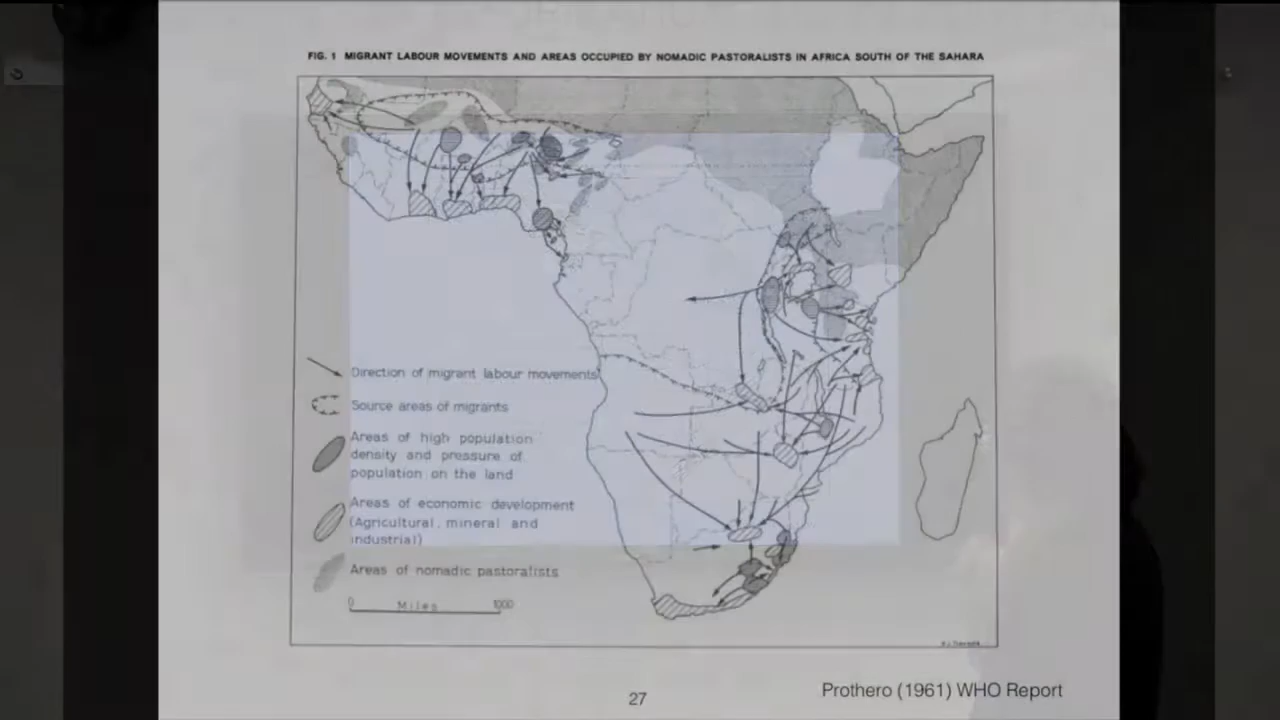 FIG. 1 MIGRANT LABOUR MOVEMENTS AND AREAS OCCUPIED BY NOMADIC PASTORALISTS IN AFRICA SOUTH OF THE SAHARA
Direction of migrant labour movements
Source areas of migrants
Areas of high population
density and pressure of
population on the land
Areas of economic development
(Agricultural, mineral and
industrial)
Areas of nomadic pastoralists
0 Miles 1000
27
Prothero (1961) WHO Report